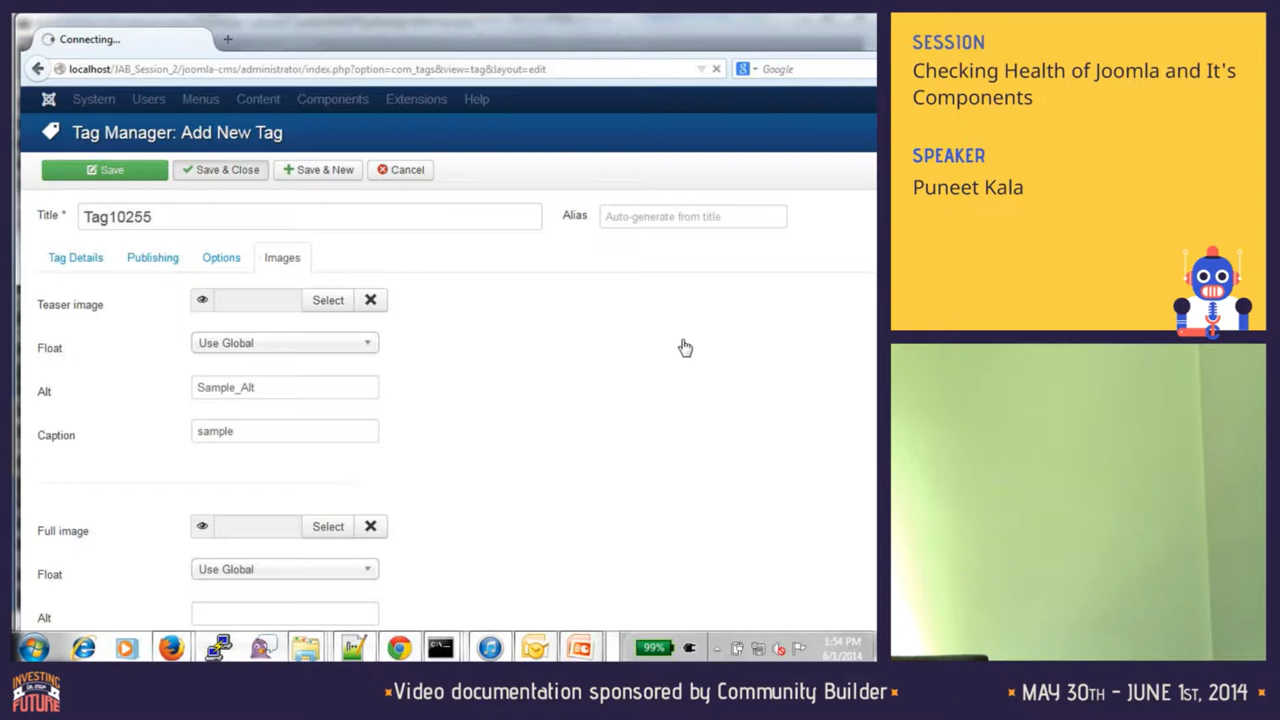 Connecting...
localhost/JAB_Session_2/joomla-cms/administrator/index.php?option=com_tags&view=tag&layout=edit
Google
System Users Menus Content Components Extensions Help
Tag Manager: Add New Tag
Save Save & Close Save & New Cancel
Title * Tag10255 Alias Auto-generate from title
Tag Details Publishing Options Images
Teaser image Select
Float Use Global
Alt Sample_Alt
Caption sample
Full image Select
Float Use Global
Alt
99%
1:54 PM
6/1/2014
SESSION
Checking Health of Joomla and It's
Components
SPEAKER
Puneet Kala
INVESTING
IN OUR
FUTURE
Video documentation sponsored by Community Builder
MAY 30TH - JUNE 1ST, 2014